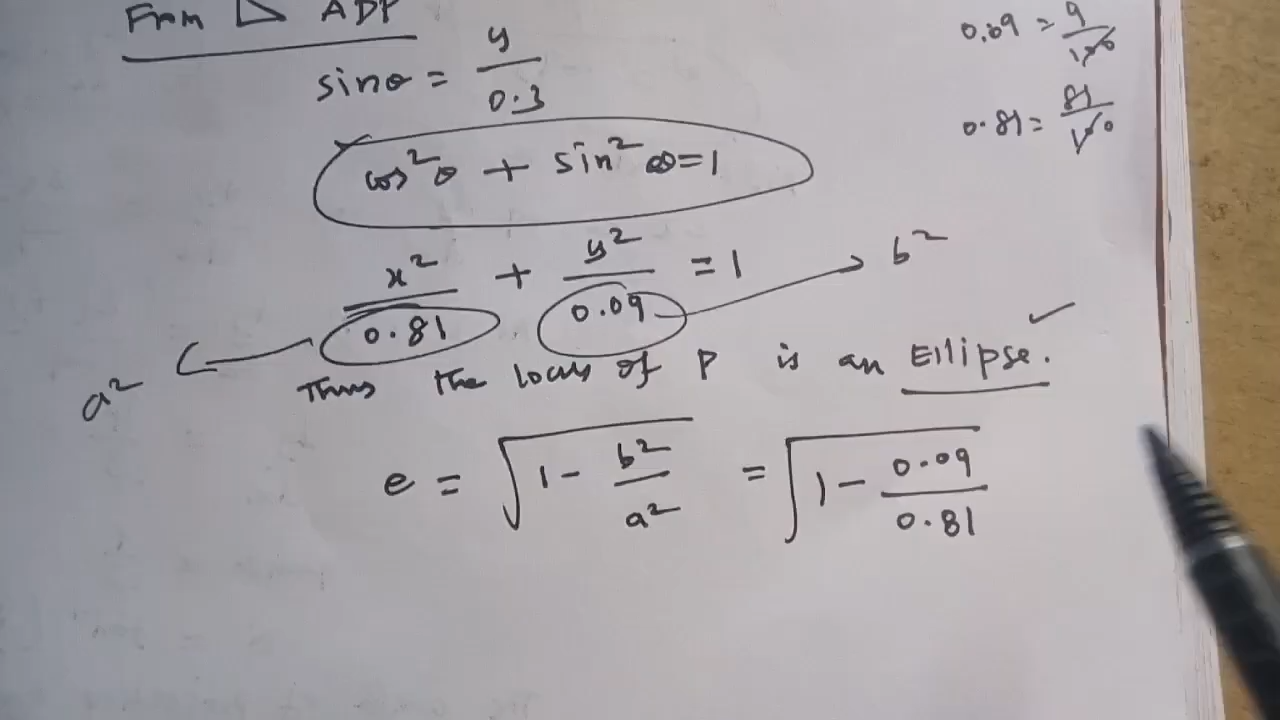 From △ ADP
sinθ = y/0.3
cos²θ + sin²θ = 1
x²/0.81 + y²/0.09 = 1
a²
b²
Thus the locus of P is an Ellipse.
e = √(1 - b²/a²) = √(1 - 0.09/0.81)
0.09 = 9/100
0.81 = 81/100